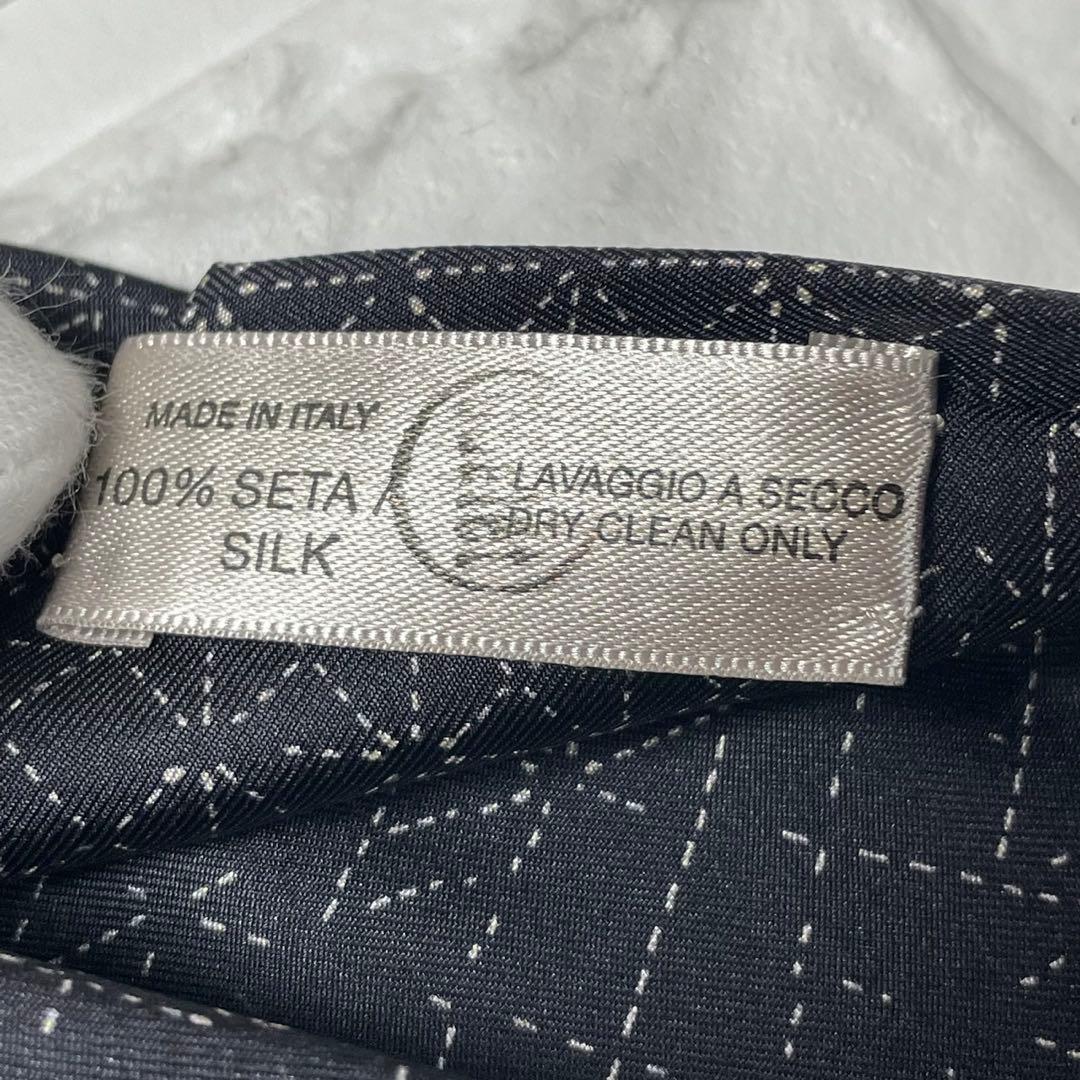 MADE IN ITALY
100% SETA /
SILK
LAVAGGIO A SECCO
DRY CLEAN ONLY